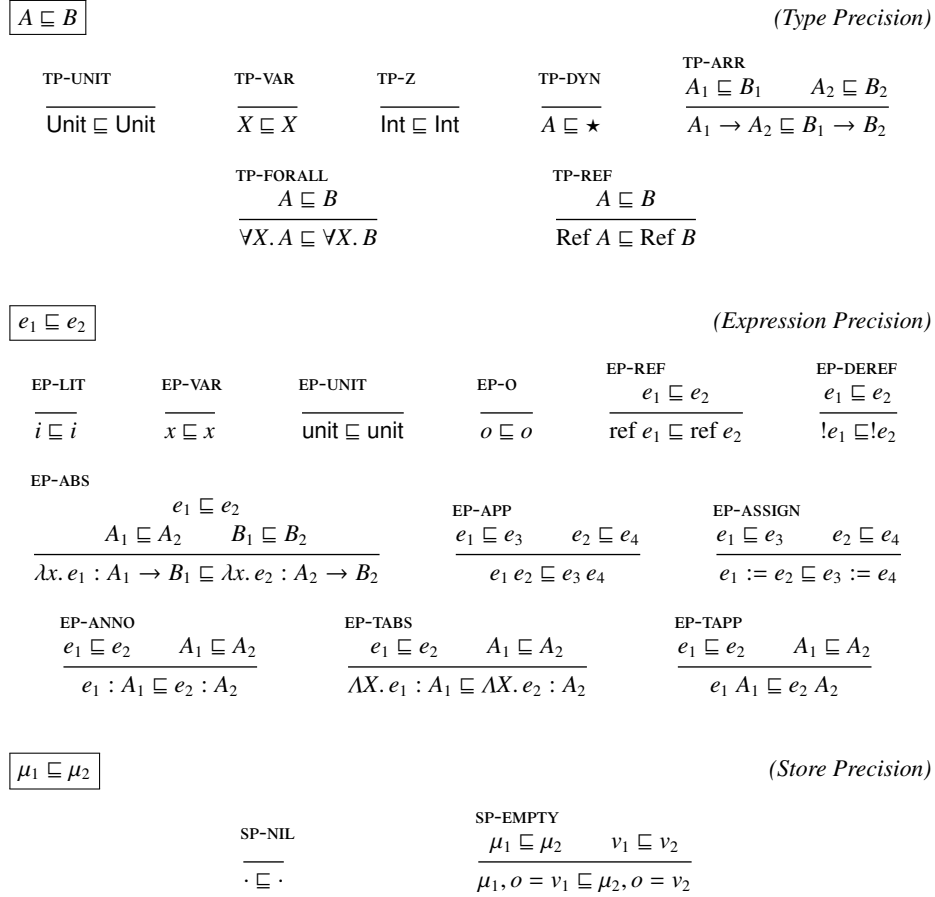 A ⊑ B (Type Precision)
TP-UNIT TP-VAR TP-Z TP-DYN TP-ARR
A₁ ⊑ B₁ A₂ ⊑ B₂
Unit ⊑ Unit X ⊑ X Int ⊑ Int A ⊑ ★ A₁ → A₂ ⊑ B₁ → B₂
TP-FORALL TP-REF
A ⊑ B A ⊑ B
∀X. A ⊑ ∀X. B Ref A ⊑ Ref B
e₁ ⊑ e₂ (Expression Precision)
EP-LIT EP-VAR EP-UNIT EP-O EP-REF EP-DEREF
e₁ ⊑ e₂ e₁ ⊑ e₂
i ⊑ i x ⊑ x unit ⊑ unit o ⊑ o ref e₁ ⊑ ref e₂ !e₁ ⊑!e₂
EP-ABS
e₁ ⊑ e₂ EP-APP EP-ASSIGN
A₁ ⊑ A₂ B₁ ⊑ B₂ e₁ ⊑ e₃ e₂ ⊑ e₄ e₁ ⊑ e₃ e₂ ⊑ e₄
λx. e₁ : A₁ → B₁ ⊑ λx. e₂ : A₂ → B₂ e₁ e₂ ⊑ e₃ e₄ e₁ := e₂ ⊑ e₃ := e₄
EP-ANNO EP-TABS EP-TAPP
e₁ ⊑ e₂ A₁ ⊑ A₂ e₁ ⊑ e₂ A₁ ⊑ A₂ e₁ ⊑ e₂ A₁ ⊑ A₂
e₁ : A₁ ⊑ e₂ : A₂ ΛX. e₁ : A₁ ⊑ ΛX. e₂ : A₂ e₁ A₁ ⊑ e₂ A₂
μ₁ ⊑ μ₂ (Store Precision)
SP-NIL SP-EMPTY
μ₁ ⊑ μ₂ v₁ ⊑ v₂
· ⊑ · μ₁, o = v₁ ⊑ μ₂, o = v₂